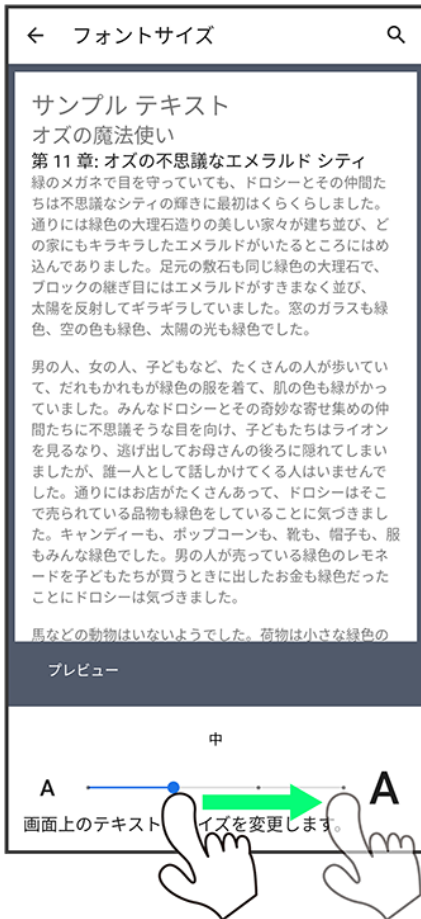 フォントサイズ
サンプル テキスト
オズの魔法使い
第 11 章: オズの不思議なエメラルド シティ
緑のメガネで目を守っていても、ドロシーとその仲間た
ちは不思議なシティの輝きに最初はくらくらしました。
通りには緑色の大理石造りの美しい家々が建ち並び、ど
の家にもキラキラしたエメラルドがいたるところにはめ
込んでありました。足元の敷石も同じ緑色の大理石で、
ブロックの継ぎ目にはエメラルドがすきまなく並び、
太陽を反射してギラギラしていました。窓のガラスも緑
色、空の色も緑色、太陽の光も緑色でした。
男の人、女の人、子どもなど、たくさんの人が歩いてい
て、だれもかれもが緑色の服を着て、肌の色も緑がかっ
ていました。みんなドロシーとその奇妙な寄せ集めの仲
間たちに不思議そうな目を向け、子どもたちはライオン
を見るなり、逃げ出してお母さんの後ろに隠れてしまい
ましたが、誰一人として話しかけてくる人はいませんで
した。通りにはお店がたくさんあって、ドロシーはそこ
で売られている品物も緑色をしていることに気づきまし
た。キャンディーも、ポップコーンも、靴も、帽子も、服
もみんな緑色でした。男の人が売っている緑色のレモネ
ードを子どもたちが買うときに出したお金も緑色だった
ことにドロシーは気づきました。
馬などの動物はいないようでした。荷物は小さな緑色の
プレビュー
中
A A
画面上のテキスト イズを変更します。